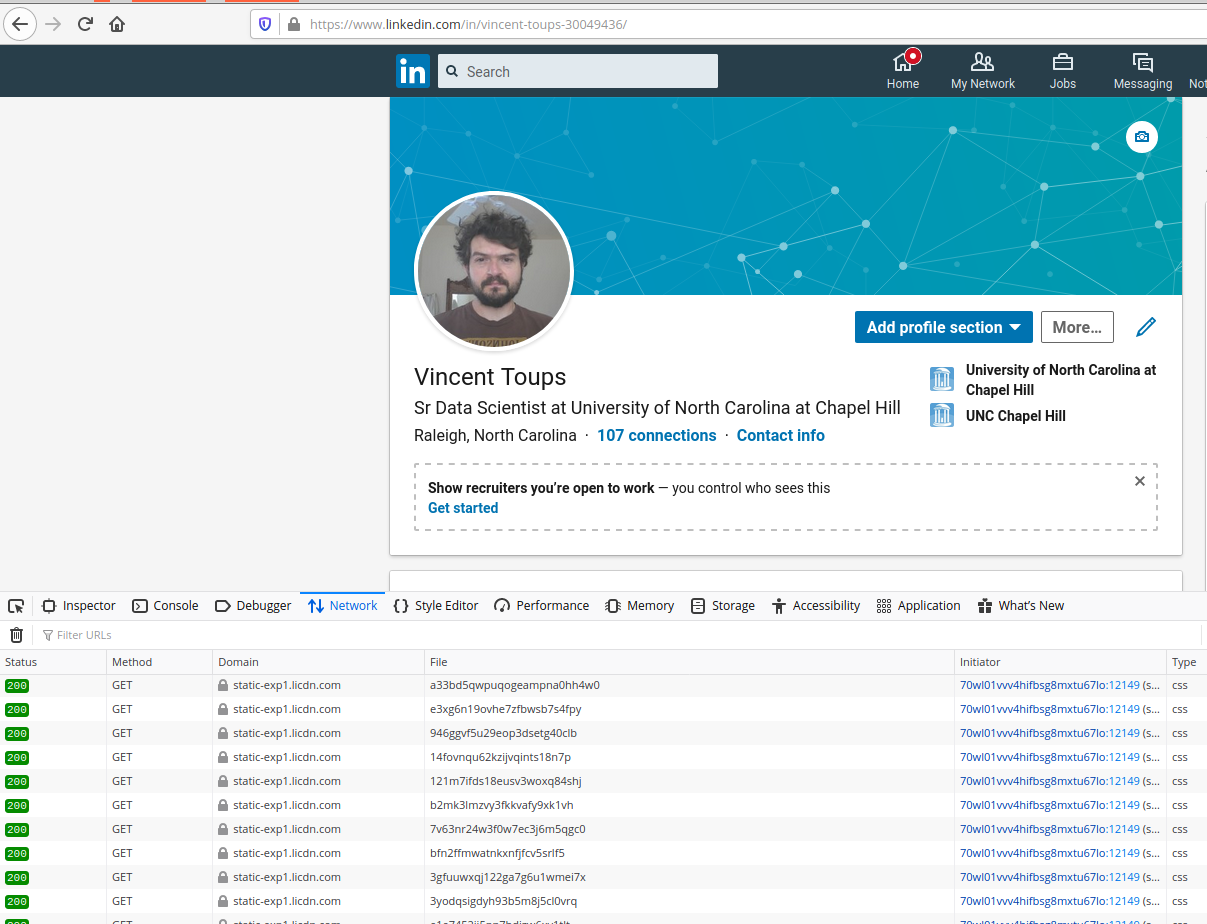 https://www.linkedin.com/in/vincent-toups-30049436/
in Search Home My Network Jobs Messaging
Add profile section More...
Vincent Toups
Sr Data Scientist at University of North Carolina at Chapel Hill
Raleigh, North Carolina · 107 connections · Contact info
University of North Carolina at
Chapel Hill
UNC Chapel Hill
Show recruiters you're open to work — you control who sees this
Get started
Inspector Console Debugger Network Style Editor Performance Memory Storage Accessibility Application What's New
Filter URLs
Status Method Domain File Initiator Type
200 GET static-exp1.licdn.com a33bd5qwpuqogeampna0hh4w0 70wl01vvv4hifbsg8mxtu67lo:12149 (s... css
200 GET static-exp1.licdn.com e3xg6n19ovhe7zfbwsb7s4fpy 70wl01vvv4hifbsg8mxtu67lo:12149 (s... css
200 GET static-exp1.licdn.com 946ggvf5u29eop3dsetg40clb 70wl01vvv4hifbsg8mxtu67lo:12149 (s... css
200 GET static-exp1.licdn.com 14fovnqu62kzijvqints18n7p 70wl01vvv4hifbsg8mxtu67lo:12149 (s... css
200 GET static-exp1.licdn.com 121m7ifds18eusv3woxq84shj 70wl01vvv4hifbsg8mxtu67lo:12149 (s... css
200 GET static-exp1.licdn.com b2mk3lmzvy3fkkvafy9xk1vh 70wl01vvv4hifbsg8mxtu67lo:12149 (s... css
200 GET static-exp1.licdn.com 7v63nr24w3f0w7ec3j6m5qgc0 70wl01vvv4hifbsg8mxtu67lo:12149 (s... css
200 GET static-exp1.licdn.com bfn2ffmwatnkxnfjfcv5srlf5 70wl01vvv4hifbsg8mxtu67lo:12149 (s... css
200 GET static-exp1.licdn.com 3gfuuwxqj122ga7g6u1wmei7x 70wl01vvv4hifbsg8mxtu67lo:12149 (s... css
200 GET static-exp1.licdn.com 3yodqsigdyh93b5m8j5cl0vrq 70wl01vvv4hifbsg8mxtu67lo:12149 (s... css